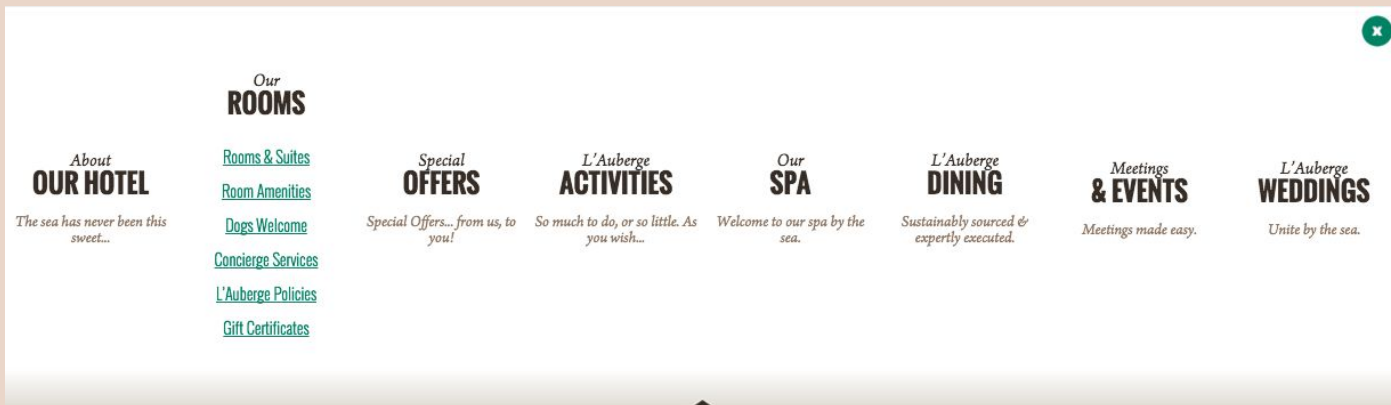 x
About
OUR HOTEL
The sea has never been this
sweet...
Our
ROOMS
Rooms & Suites
Room Amenities
Dogs Welcome
Concierge Services
L'Auberge Policies
Gift Certificates
Special
OFFERS
Special Offers... from us, to
you!
L'Auberge
ACTIVITIES
So much to do, or so little. As
you wish...
Our
SPA
Welcome to our spa by the
sea.
L'Auberge
DINING
Sustainably sourced &
expertly executed.
Meetings
& EVENTS
Meetings made easy.
L'Auberge
WEDDINGS
Unite by the sea.